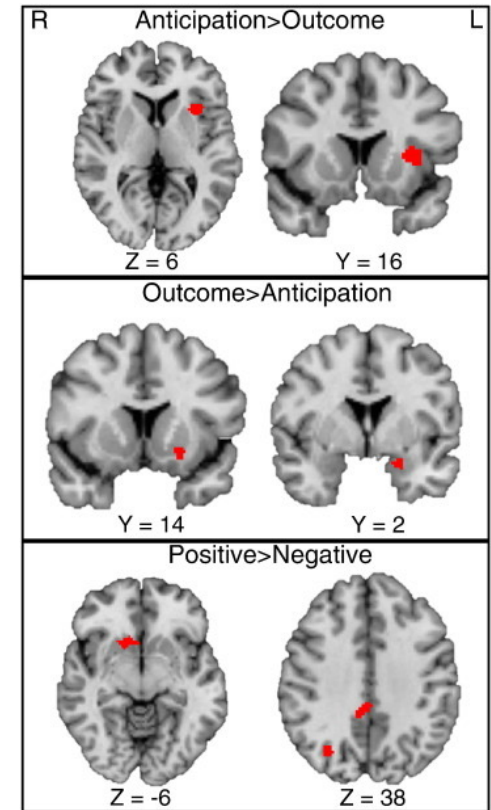 R Anticipation>Outcome L
Z = 6 Y = 16
Outcome>Anticipation
Y = 14 Y = 2
Positive>Negative
Z = -6 Z = 38